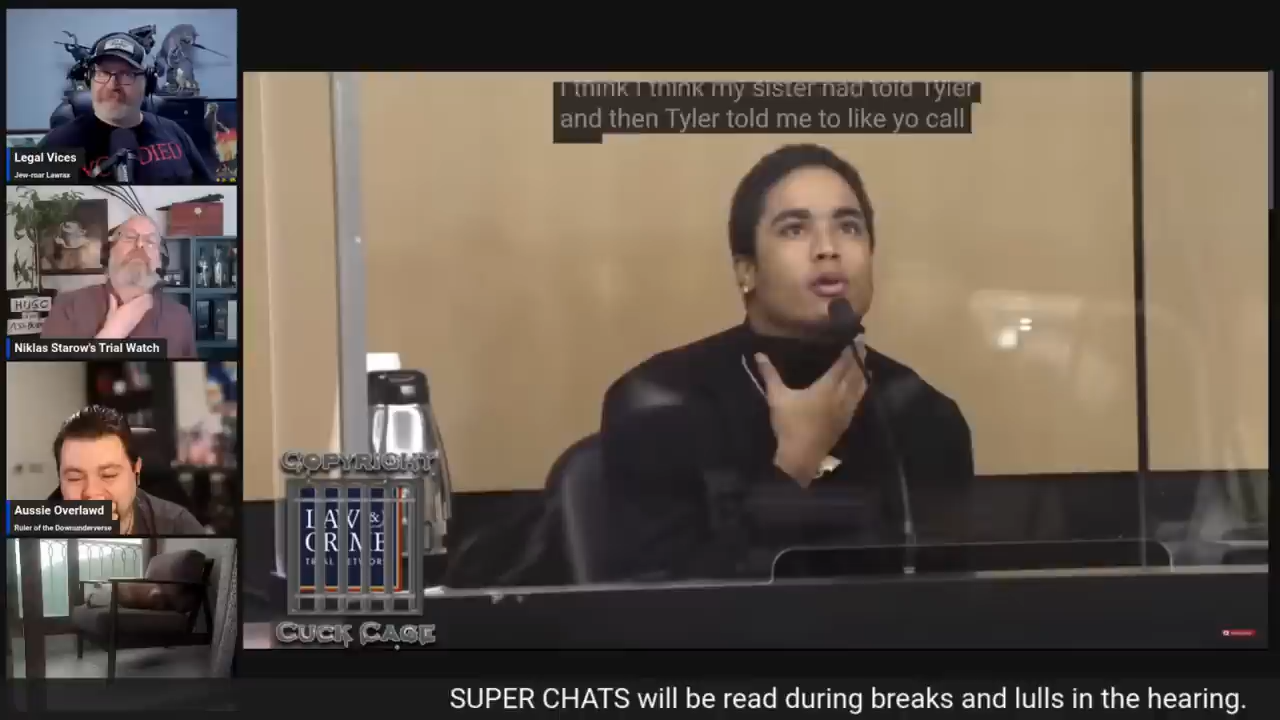 I think I think my sister had told Tyler
and then Tyler told me to like yo call
Legal Vices
Jew-roar Lawrax
HUGO
Niklas Starow's Trial Watch
Aussie Overlawd
Ruler of the Downunderverse
COPYRIGHT
LAW &
CRIME
CUCK CAGE
SUPER CHATS will be read during breaks and lulls in the hearing.